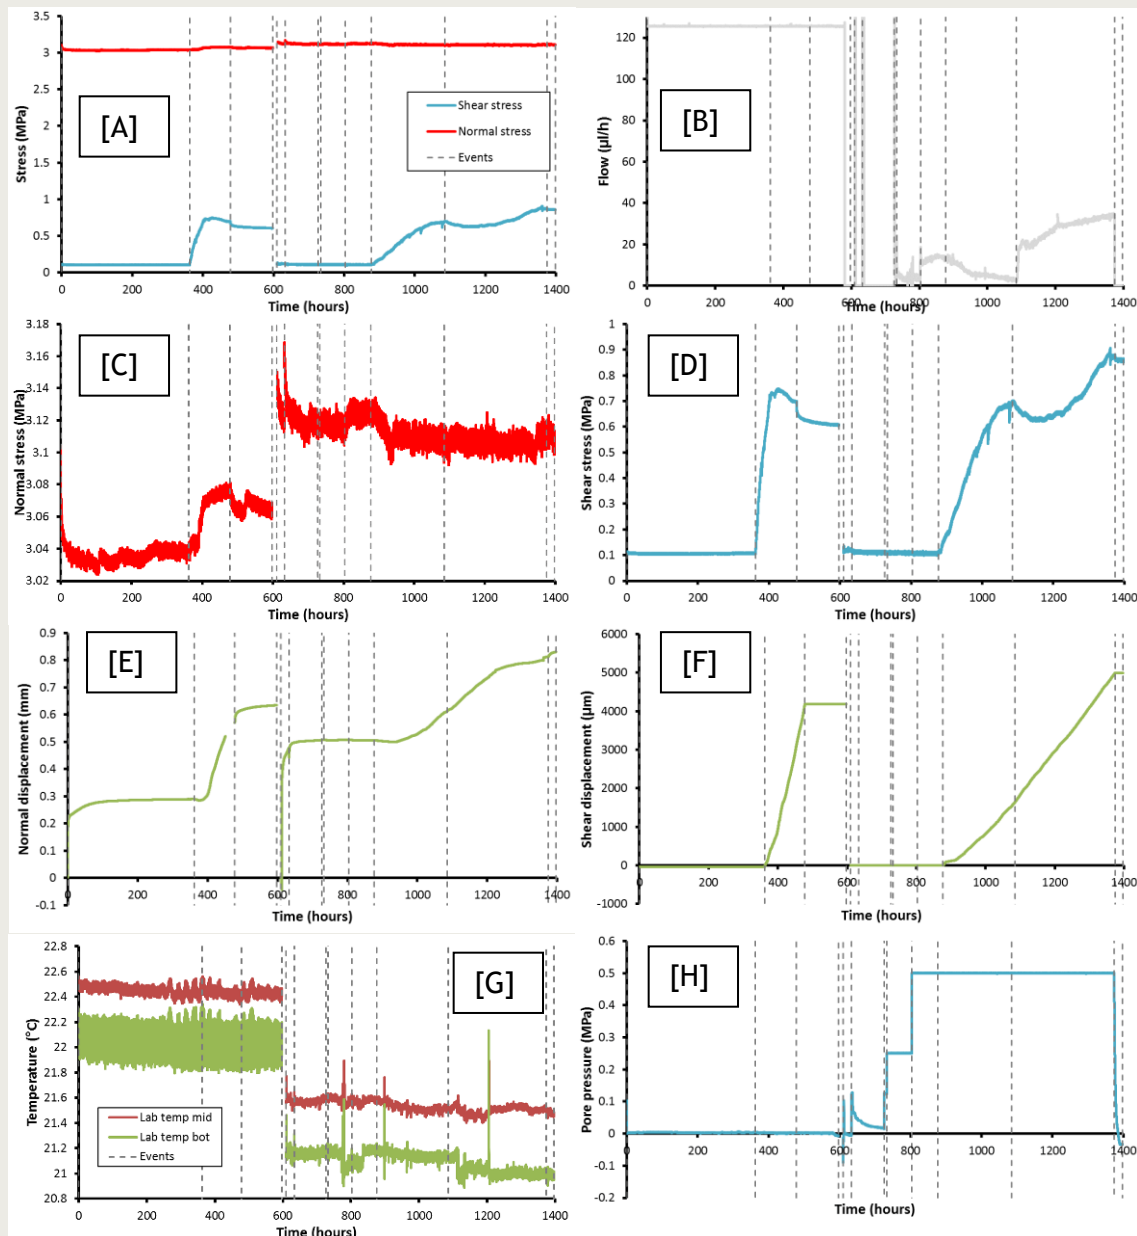 [A]
Stress (MPa)
3.5
3
2.5
2
1.5
1
0.5
0
Shear stress
Normal stress
Events
0 200 400 600 800 1000 1200 1400
Time (hours)
[B]
Flow (µl/h)
120
100
80
60
40
20
0
0 200 400 600 800 1000 1200 1400
Time (hours)
[C]
Normal stress (MPa)
3.18
3.16
3.14
3.12
3.1
3.08
3.06
3.04
3.02
0 200 400 600 800 1000 1200 1400
Time (hours)
[D]
Shear stress (MPa)
1
0.9
0.8
0.7
0.6
0.5
0.4
0.3
0.2
0.1
0
0 200 400 600 800 1000 1200 1400
Time (hours)
[E]
Normal displacement (mm)
0.9
0.8
0.7
0.6
0.5
0.4
0.3
0.2
0.1
0
-0.1
0 200 400 600 800 1000 1200 1400
Time (hours)
[F]
Shear displacement (µm)
6000
5000
4000
3000
2000
1000
0
-1000
0 200 400 600 800 1000 1200 1400
Time (hours)
[G]
Temperature (°C)
22.8
22.6
22.4
22.2
22
21.8
21.6
21.4
21.2
21
20.8
Lab temp mid
Lab temp bot
Events
0 200 400 600 800 1000 1200 1400
Time (hours)
[H]
Pore pressure (MPa)
0.6
0.5
0.4
0.3
0.2
0.1
0
-0.1
-0.2
0 200 400 600 800 1000 1200 1400
Time (hours)